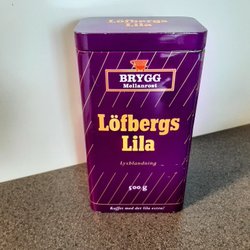 BRYGG
Mellanrost
Löfbergs
Lila
Lyxblandning
500 g
Kaffet med det lila extra!